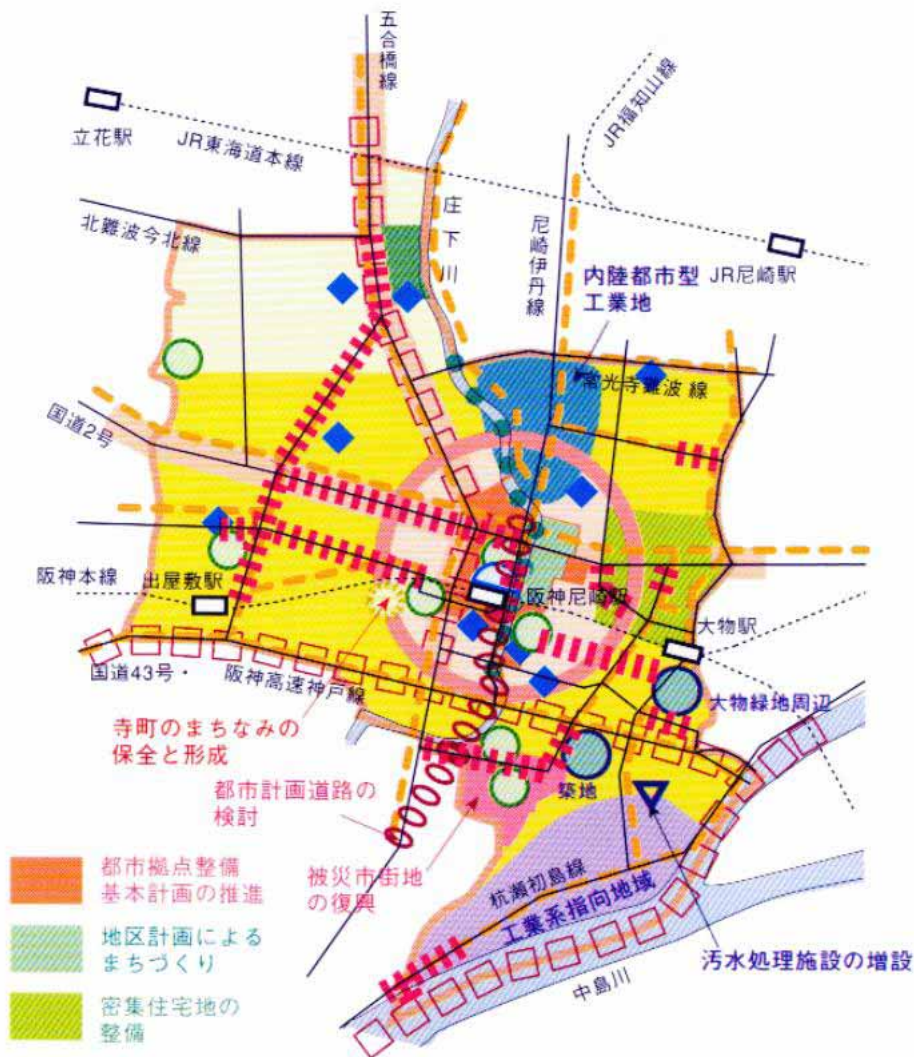 五合橋線
JR福知山線
立花駅
JR東海道本線
庄下川
尼崎伊丹線
北難波今北線
内陸都市型
工業地
JR尼崎駅
常光寺難波線
国道2号
阪神本線
出屋敷駅
阪神尼崎駅
大物駅
国道43号・
阪神高速神戸線
大物緑地周辺
寺町のまちなみの
保全と形成
都市計画道路の
検討
築地
被災市街地
の復興
杭瀬初島線
工業系指向地域
汚水処理施設の増設
中島川
都市拠点整備
基本計画の推進
地区計画による
まちづくり
密集住宅地の
整備